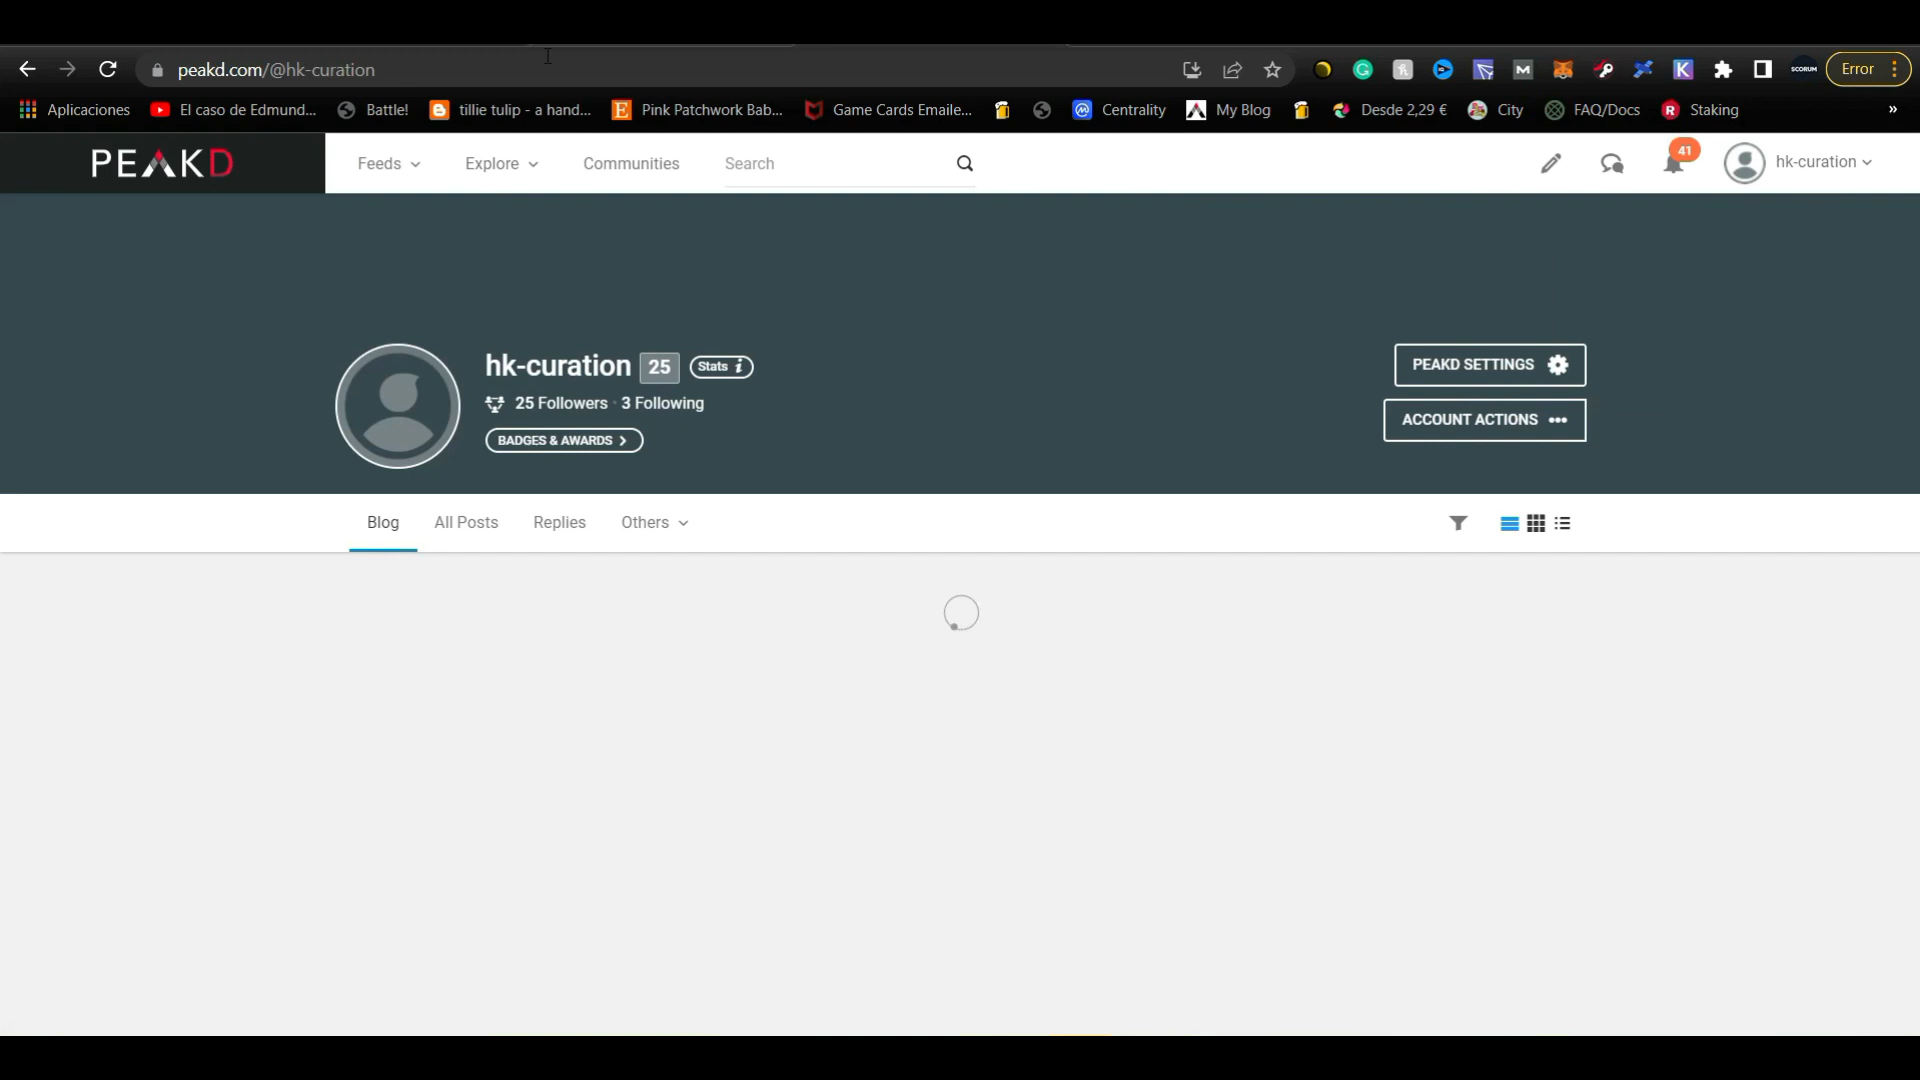 peakd.com/@hk-curation
SCORUM
Error
Aplicaciones
El caso de Edmund...
Battle!
tillie tulip - a hand...
Pink Patchwork Bab...
Game Cards Emaile...
Centrality
My Blog
Desde 2,29 €
City
FAQ/Docs
Staking
»
PEAKD
Feeds
Explore
Communities
Search
41
hk-curation
hk-curation 25 Stats i
25 Followers · 3 Following
BADGES & AWARDS
PEAKD SETTINGS
ACCOUNT ACTIONS
Blog
All Posts
Replies
Others